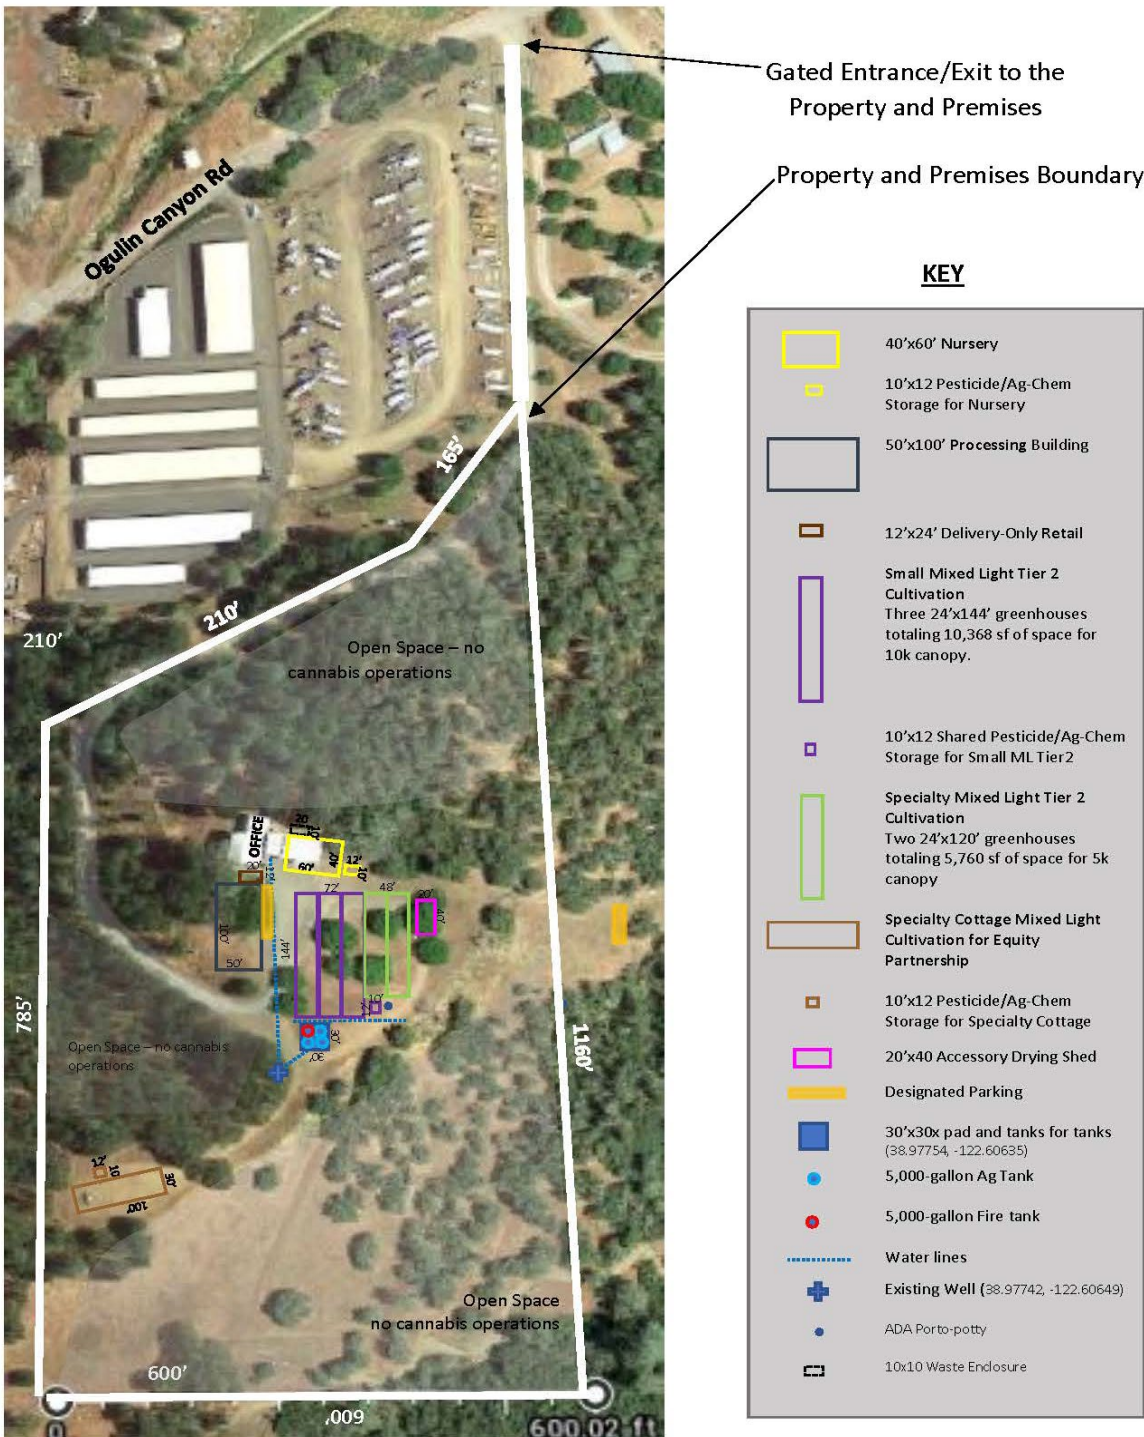 Gated Entrance/Exit to the
Property and Premises
Property and Premises Boundary
Ogulin Canyon Rd
165'
210'
210'
Open Space – no
cannabis operations
OFFICE
20
10'
40'
60'
12'
10'
20'
12'
72'
48'
20'
40'
100'
50'
144'
10'
12'
30'
30'
785'
1160'
Open Space – no cannabis
operations
12'
10
30'
100'
Open Space
no cannabis operations
600'
600'
0
600.02 ft
KEY
40'x60' Nursery
10'x12 Pesticide/Ag-Chem
Storage for Nursery
50'x100' Processing Building
12'x24' Delivery-Only Retail
Small Mixed Light Tier 2
Cultivation
Three 24'x144' greenhouses
totaling 10,368 sf of space for
10k canopy.
10'x12 Shared Pesticide/Ag-Chem
Storage for Small ML Tier2
Specialty Mixed Light Tier 2
Cultivation
Two 24'x120' greenhouses
totaling 5,760 sf of space for 5k
canopy
Specialty Cottage Mixed Light
Cultivation for Equity
Partnership
10'x12 Pesticide/Ag-Chem
Storage for Specialty Cottage
20'x40 Accessory Drying Shed
Designated Parking
30'x30x pad and tanks for tanks
(38.97754, -122.60635)
5,000-gallon Ag Tank
5,000-gallon Fire tank
Water lines
Existing Well (38.97742, -122.60649)
ADA Porto-potty
10x10 Waste Enclosure